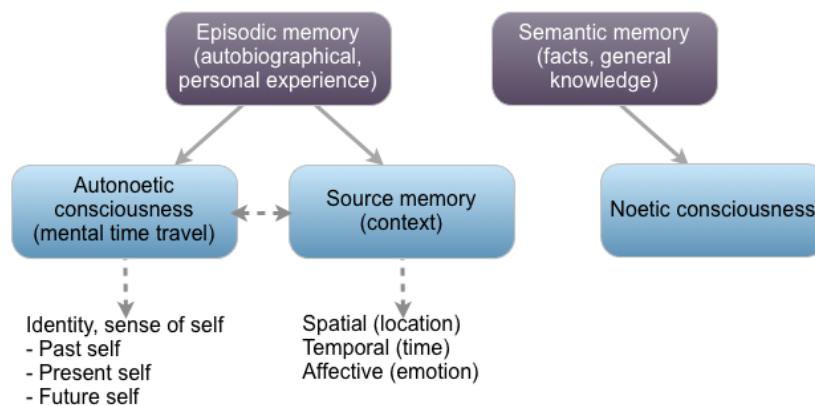 Episodic memory
(autobiographical,
personal experience)
Semantic memory
(facts, general
knowledge)
Autonoetic
consciousness
(mental time travel)
Source memory
(context)
Noetic consciousness
Identity, sense of self
- Past self
- Present self
- Future self
Spatial (location)
Temporal (time)
Affective (emotion)